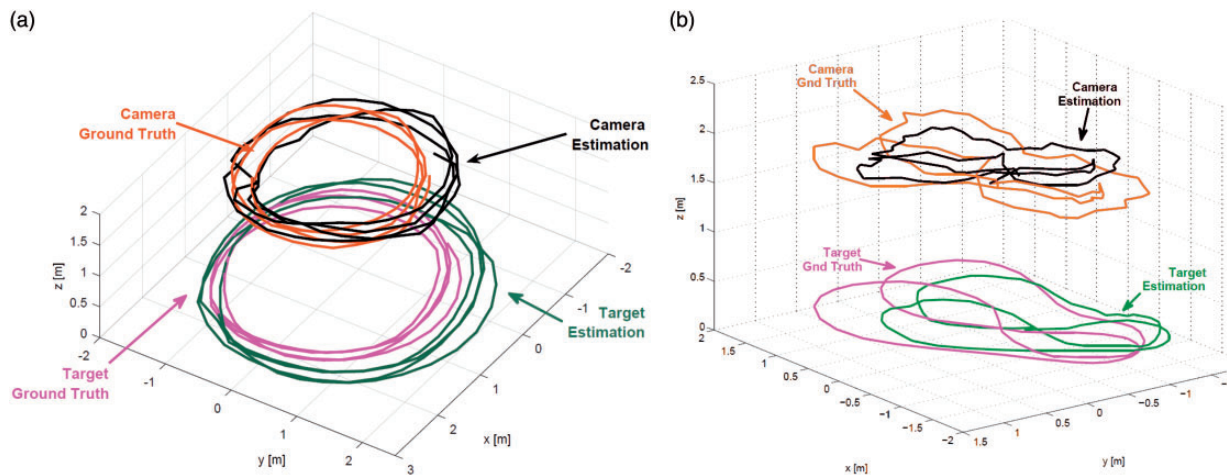 (a)
Camera
Ground Truth
Camera
Estimation
Target
Estimation
Target
Ground Truth
z [m]
2
1.5
1
0.5
0
-2
-1
0
1
2
y [m]
3
2
1
0
-1
-2
x [m]
(b)
Camera
Gnd Truth
Camera
Estimation
Target
Gnd Truth
Target
Estimation
z [m]
2.5
2
1.5
1
0.5
0
2
1.5
1
0.5
0
−0.5
−1
−1.5
−2
x [m]
1.5
1
0.5
0
−0.5
−1
y [m]